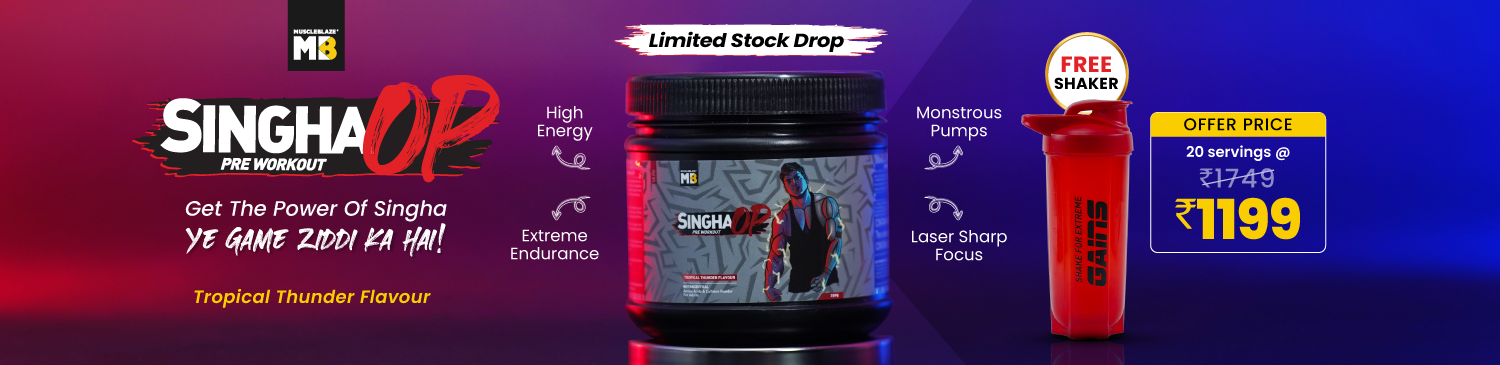 MUSCLEBLAZE®
MB
SINGHA OP
PRE WORKOUT
Get The Power Of Singha
YE GAME ZIDDI KA HAI!
Tropical Thunder Flavour
Limited Stock Drop
High
Energy
Extreme
Endurance
MB
SINGHA OP
PRE WORKOUT
TROPICAL THUNDER FLAVOUR
Monstrous
Pumps
Laser Sharp
Focus
FREE
SHAKER
SHAKE FOR EXTREME
GAINS
OFFER PRICE
20 servings @
₹1749
₹1199